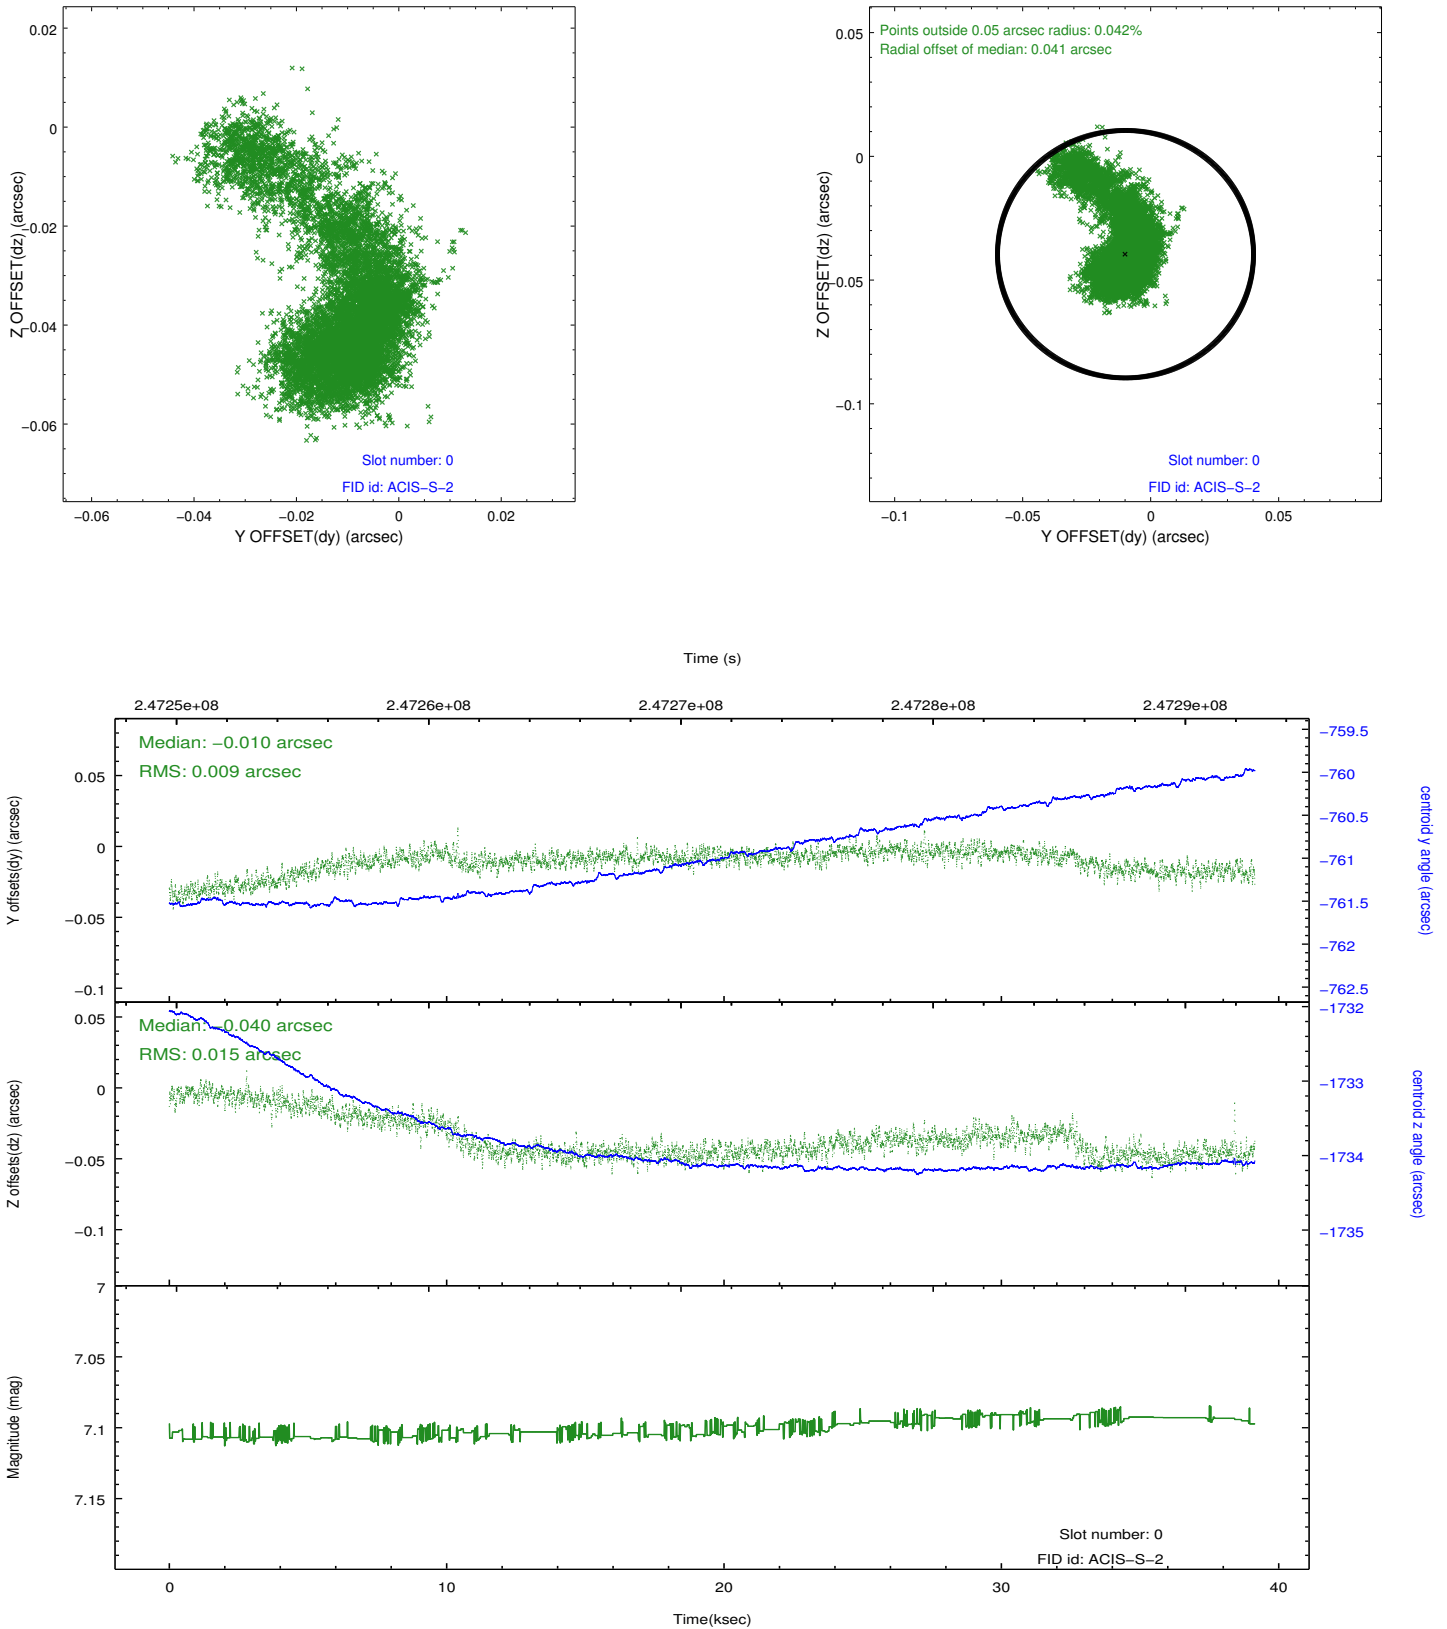 0.02
0
−0.02
−0.04
−0.06
Z OFFSET(dz) (arcsec)
Slot number: 0
FID id: ACIS−S−2
−0.06 −0.04 −0.02 0 0.02
Y OFFSET(dy) (arcsec)
Points outside 0.05 arcsec radius: 0.042%
Radial offset of median: 0.041 arcsec
0.05
0
−0.05
−0.1
Z OFFSET(dz) (arcsec)
Slot number: 0
FID id: ACIS−S−2
−0.1 −0.05 0 0.05
Y OFFSET(dy) (arcsec)
Time (s)
2.4725e+08 2.4726e+08 2.4727e+08 2.4728e+08 2.4729e+08
Median: −0.010 arcsec
RMS: 0.009 arcsec
0.05
0
−0.05
−0.1
Y offsets(dy) (arcsec)
−759.5
−760
−760.5
−761
−761.5
−762
−762.5
centroid y angle (arcsec)
Median: −0.040 arcsec
RMS: 0.015 arcsec
0.05
0
−0.05
−0.1
Z offsets(dz) (arcsec)
−1732
−1733
−1734
−1735
centroid z angle (arcsec)
7
7.05
7.1
7.15
Magnitude (mag)
Slot number: 0
FID id: ACIS−S−2
0 10 20 30 40
Time(ksec)